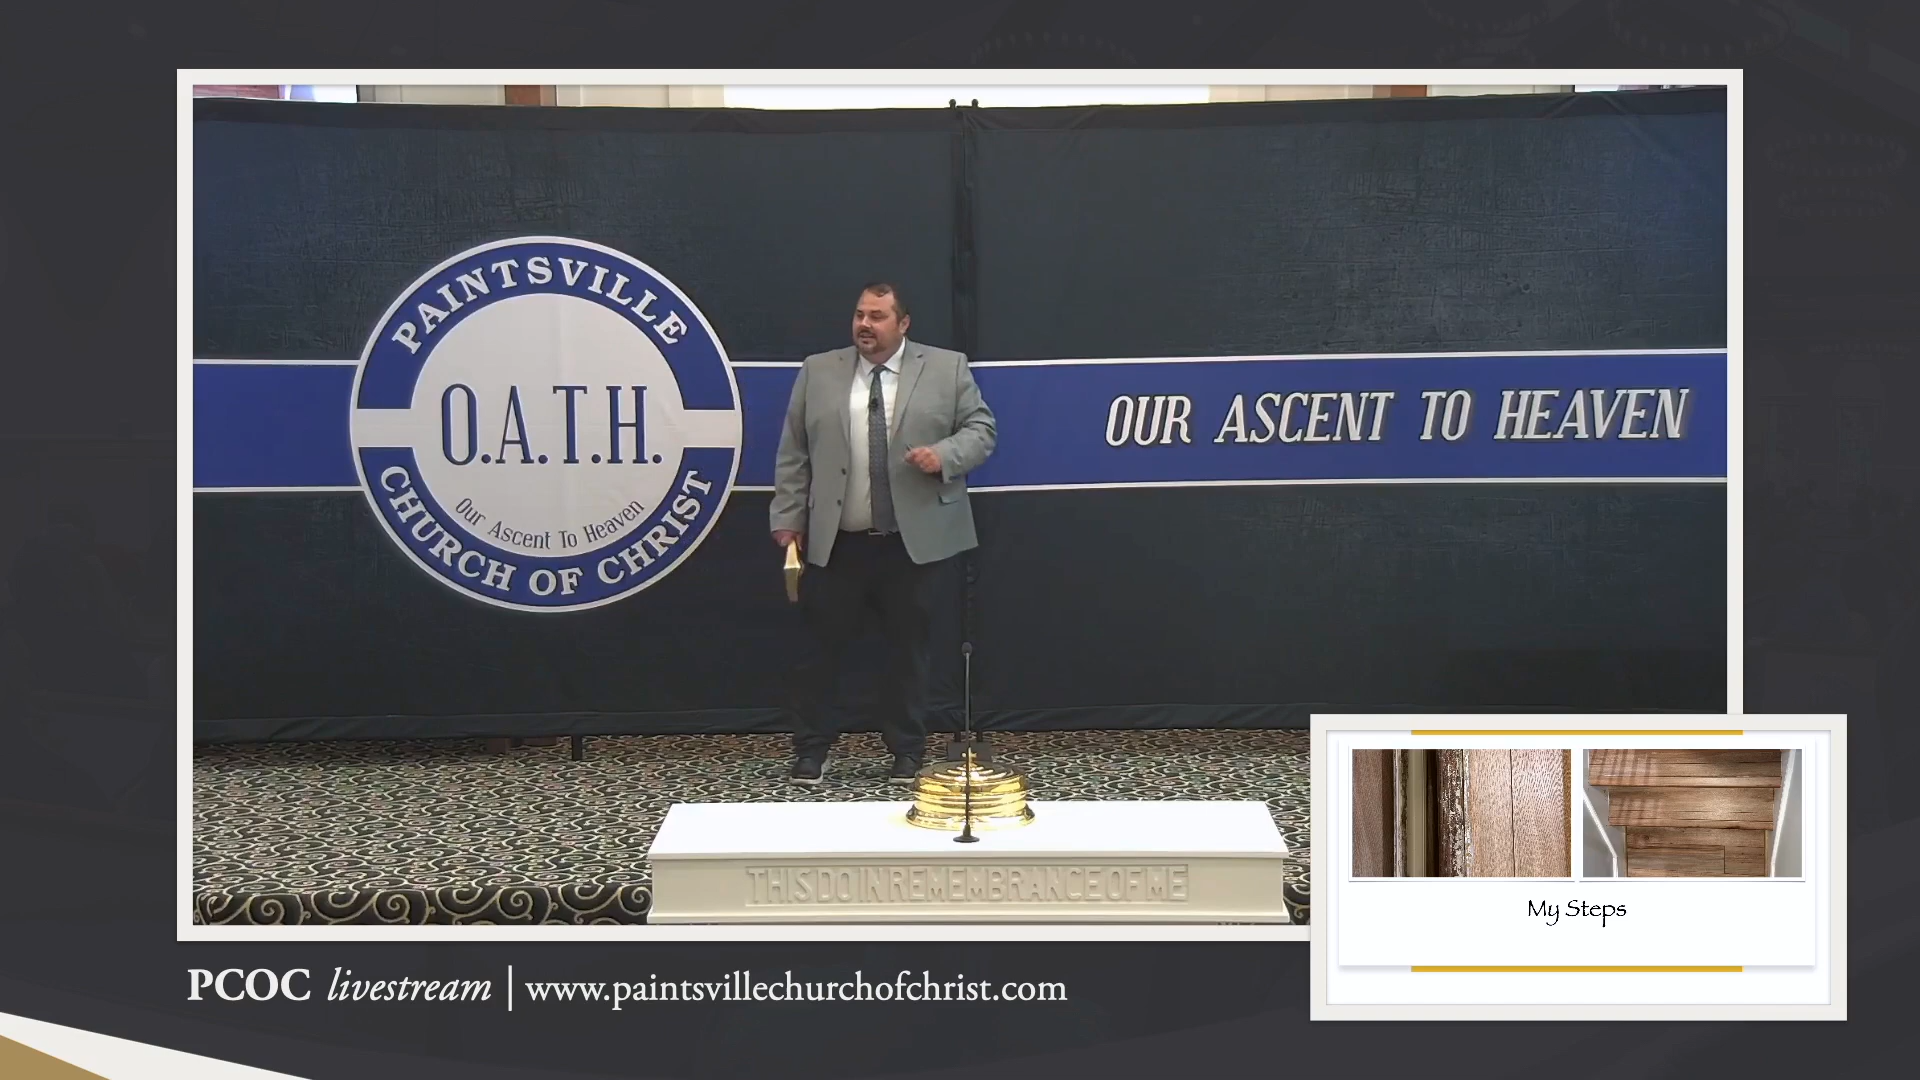 PAINTSVILLE
O.A.T.H.
Our Ascent To Heaven
CHURCH OF CHRIST
OUR ASCENT TO HEAVEN
THIS DO IN REMEMBRANCE OF ME
My Steps
PCOC livestream | www.paintsvillechurchofchrist.com